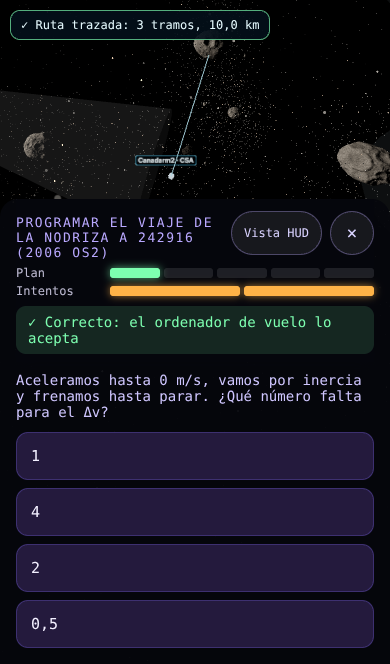 ✓ Ruta trazada: 3 tramos, 10,0 km
Canadarm2 · CSA
PROGRAMAR EL VIAJE DE
LA NODRIZA A 242916
(2006 OS2)
Vista HUD
✕
Plan
Intentos
✓ Correcto: el ordenador de vuelo lo
acepta
Aceleramos hasta 0 m/s, vamos por inercia
y frenamos hasta parar. ¿Qué número falta
para el Δv?
1
4
2
0,5